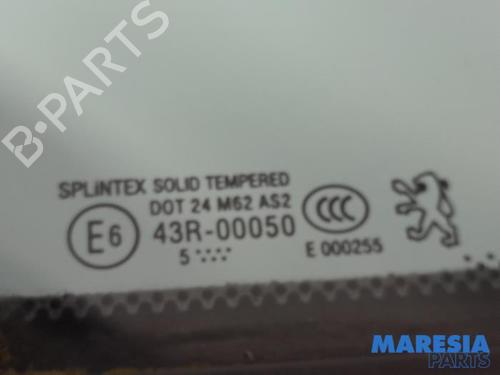 B-PARTS
SPLINTEX SOLID TEMPERED
DOT 24 M62 AS2
E6 43R-00050
CCC
5
E 000255
MARESIA
PARTS